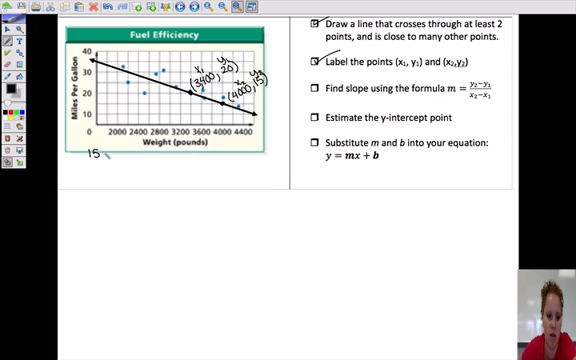 Fuel Efficiency
Miles Per Gallon
40
30
20
10
0
2000 2400 2800 3200 3600 4000 4400
Weight (pounds)
x₁ y₁
(3400, 20)
x₂ y₂
(4000, 15)
15
Draw a line that crosses through at least 2
points, and is close to many other points.
Label the points (x₁, y₁) and (x₂,y₂)
Find slope using the formula m = (y₂−y₁)/(x₂−x₁)
Estimate the y-intercept point
Substitute m and b into your equation:
y = mx + b